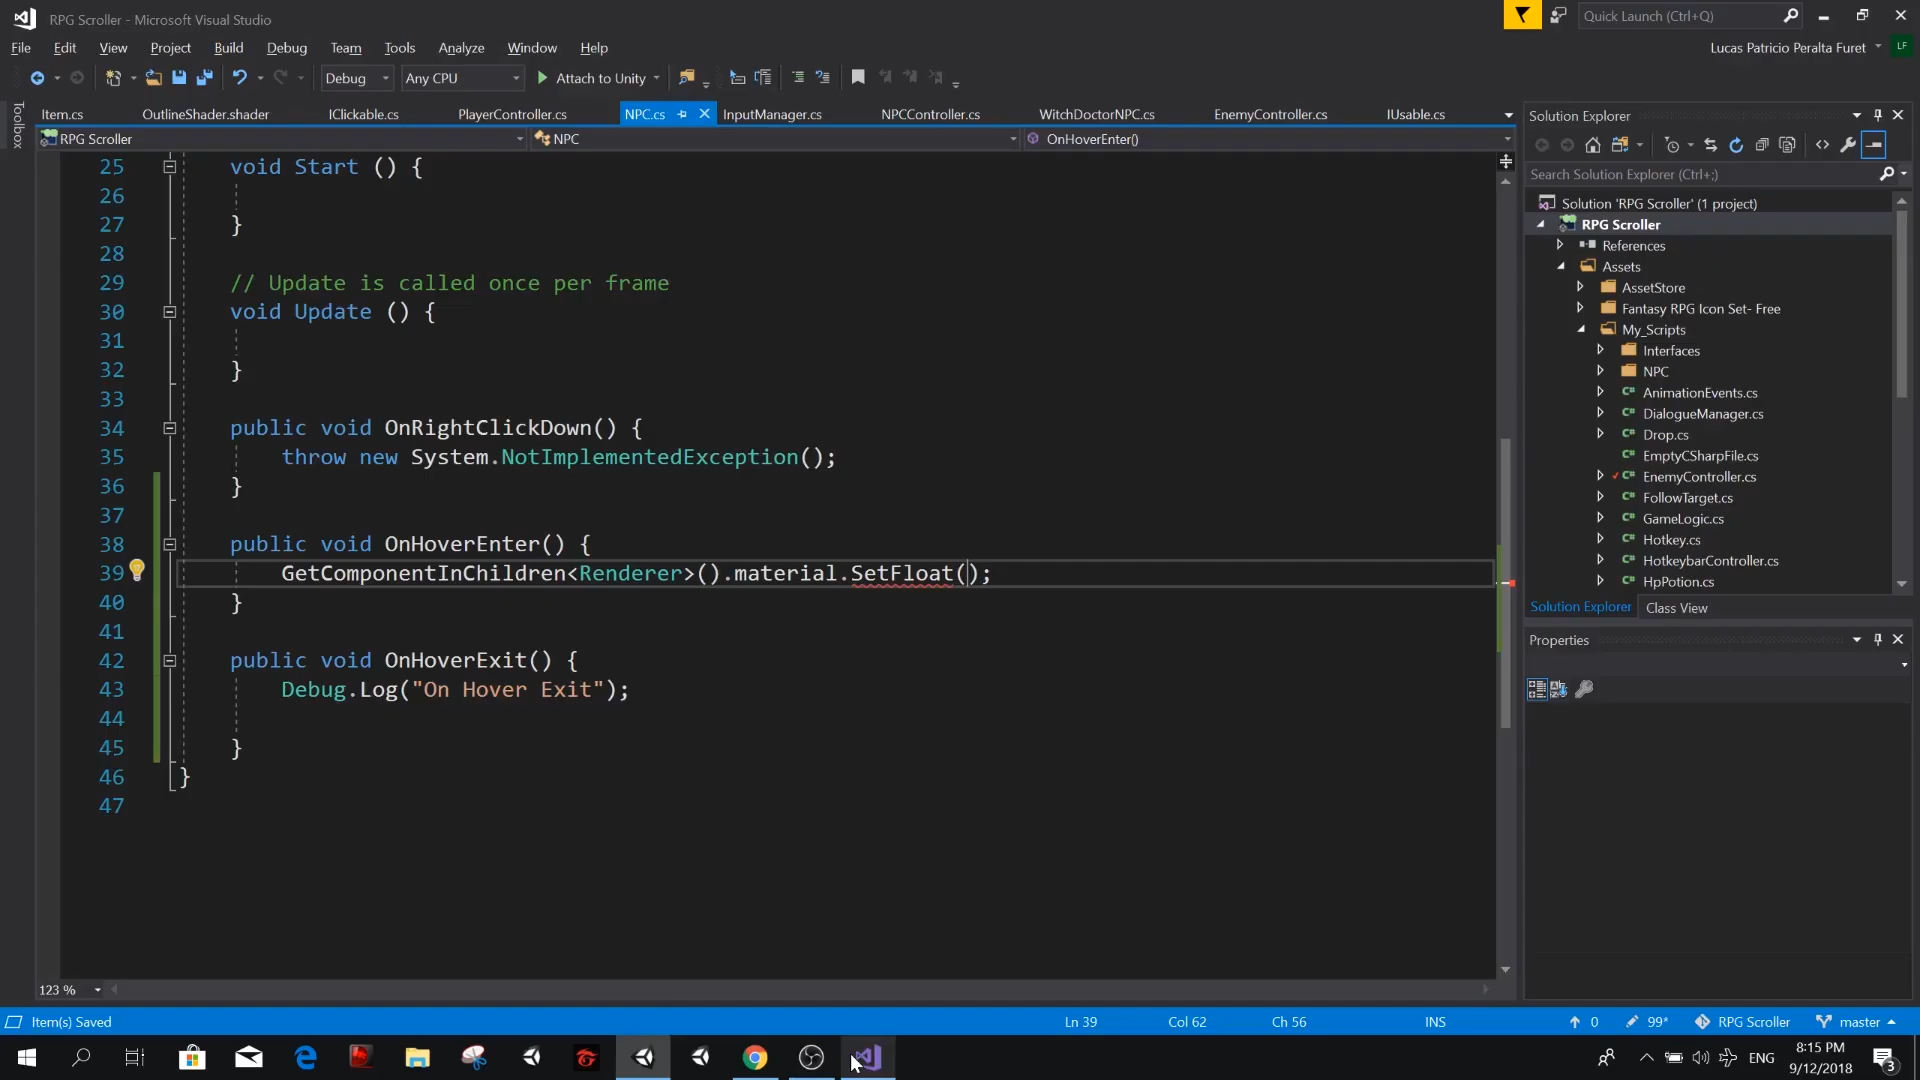 RPG Scroller - Microsoft Visual Studio
Quick Launch (Ctrl+Q)
File Edit View Project Build Debug Team Tools Analyze Window Help
Lucas Patricio Peralta Furet LF
Debug Any CPU Attach to Unity
Toolbox
Item.cs OutlineShader.shader IClickable.cs PlayerController.cs NPC.cs InputManager.cs NPCController.cs WitchDoctorNPC.cs EnemyController.cs IUsable.cs
RPG Scroller NPC OnHoverEnter()
25 void Start () {
26
27 }
28
29 // Update is called once per frame
30 void Update () {
31
32 }
33
34 public void OnRightClickDown() {
35 throw new System.NotImplementedException();
36 }
37
38 public void OnHoverEnter() {
39 GetComponentInChildren<Renderer>().material.SetFloat();
40 }
41
42 public void OnHoverExit() {
43 Debug.Log("On Hover Exit");
44
45 }
46 }
47
123 %
Solution Explorer
Search Solution Explorer (Ctrl+;)
Solution 'RPG Scroller' (1 project)
RPG Scroller
References
Assets
AssetStore
Fantasy RPG Icon Set- Free
My_Scripts
Interfaces
NPC
C# AnimationEvents.cs
C# DialogueManager.cs
C# Drop.cs
C# EmptyCSharpFile.cs
C# EnemyController.cs
C# FollowTarget.cs
C# GameLogic.cs
C# Hotkey.cs
C# HotkeybarController.cs
C# HpPotion.cs
Solution Explorer Class View
Properties
Item(s) Saved Ln 39 Col 62 Ch 56 INS 0 99* RPG Scroller master
ENG 8:15 PM
9/12/2018
3